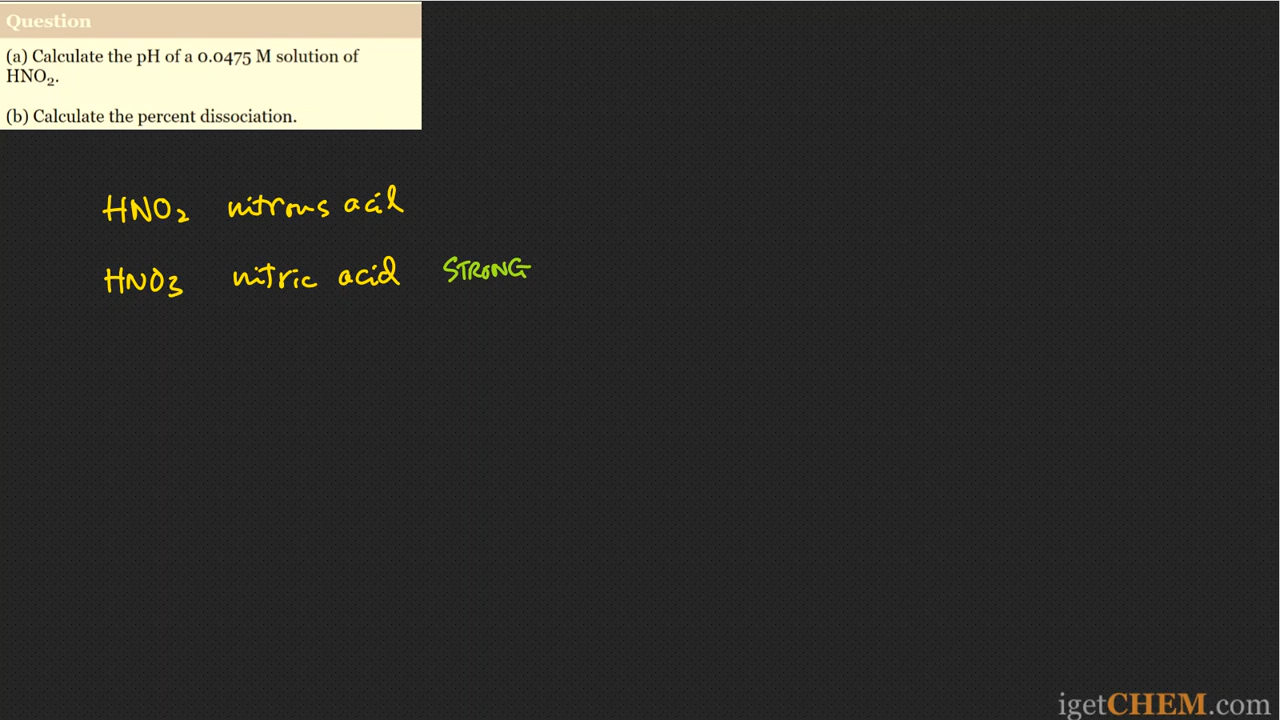 Question
(a) Calculate the pH of a 0.0475 M solution of
HNO₂.
(b) Calculate the percent dissociation.
HNO₂ nitrous acid
HNO₃ nitric acid STRONG
igetCHEM.com